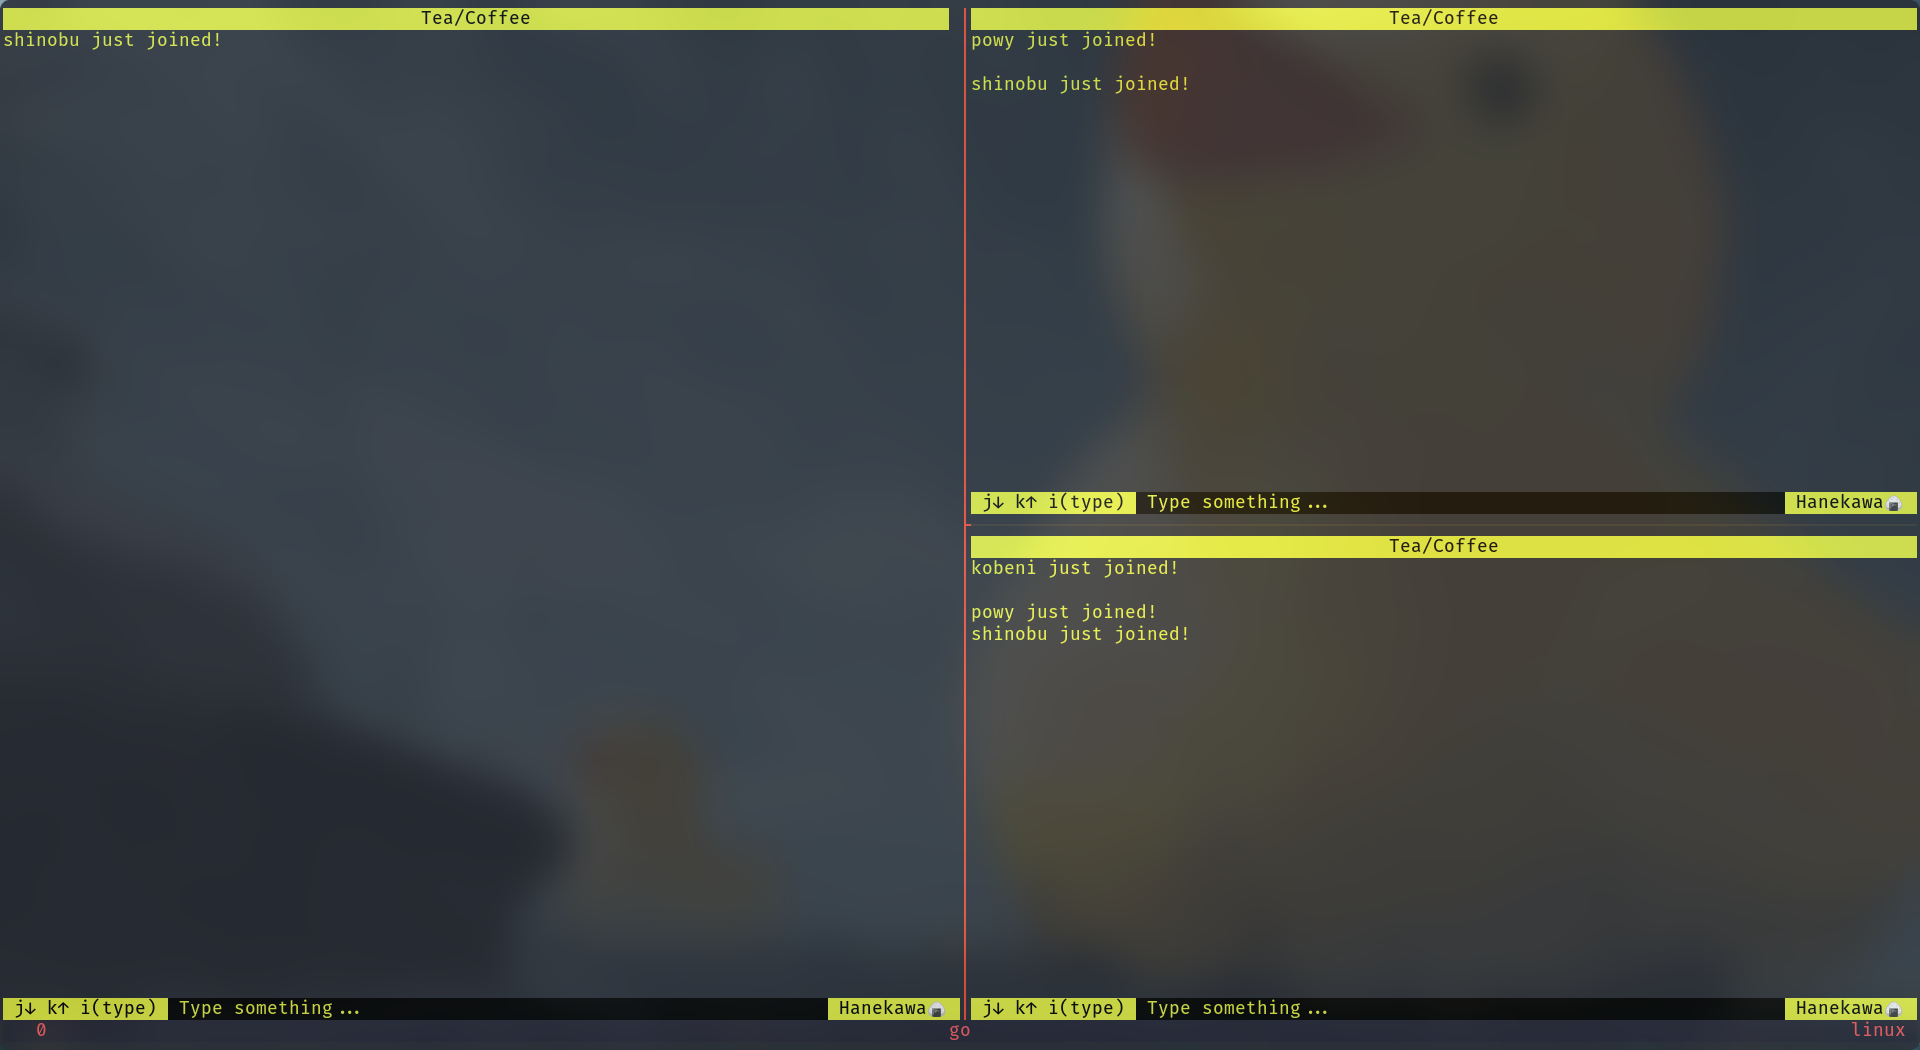 Tea/Coffee
shinobu just joined!
j↓ k↑ i(type) Type something... Hanekawa🍙
Tea/Coffee
powy just joined!
shinobu just joined!
j↓ k↑ i(type) Type something... Hanekawa🍙
Tea/Coffee
kobeni just joined!
powy just joined!
shinobu just joined!
j↓ k↑ i(type) Type something... Hanekawa🍙
0 go linux